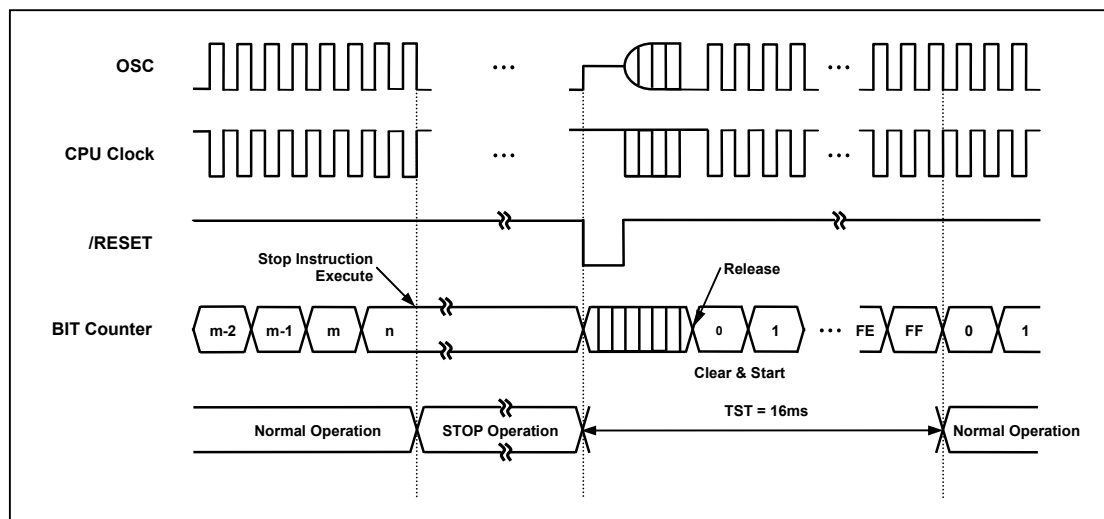 OSC
...
...
CPU Clock
...
...
/RESET
Stop Instruction
Execute
Release
BIT Counter
m-2 m-1 m n 0 1 ... FE FF 0 1
Clear & Start
TST = 16ms
Normal Operation STOP Operation Normal Operation